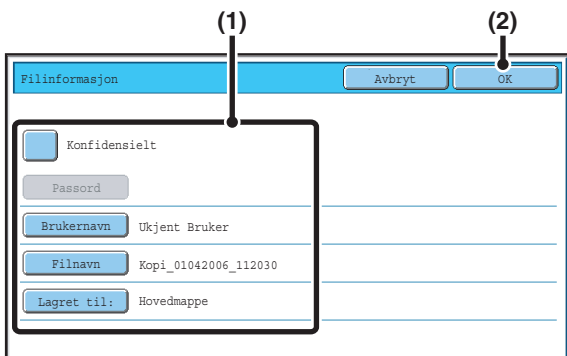 (1) (2)
Filinformasjon Avbryt OK
Konfidensielt
Passord
Brukernavn Ukjent Bruker
Filnavn Kopi_01042006_112030
Lagret til: Hovedmappe